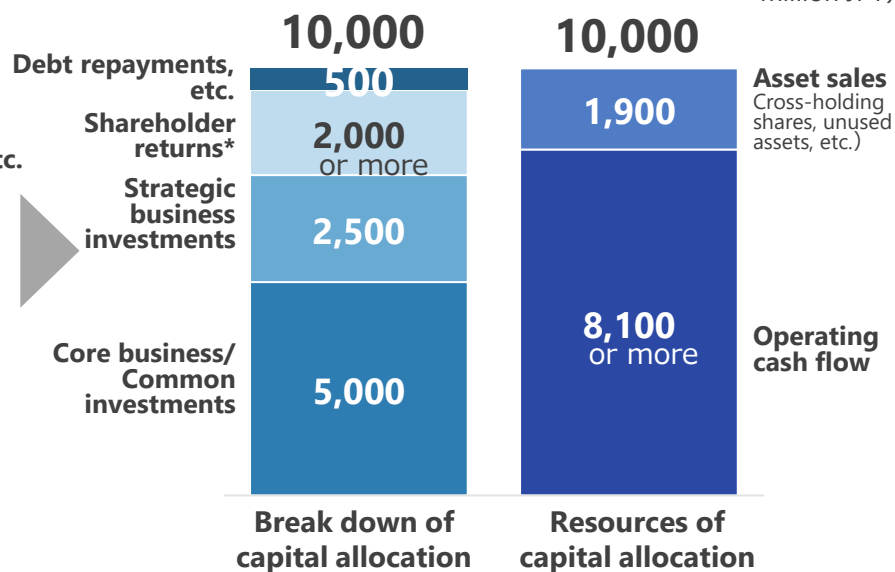 10,000
10,000
Debt repayments,
etc.
500
Shareholder
returns*
2,000
or more
Strategic
business
investments
2,500
Core business/
Common
investments
5,000
Break down of
capital allocation
1,900
Asset sales
Cross-holding
shares, unused
assets, etc.)
8,100
or more
Operating
cash flow
Resources of
capital allocation